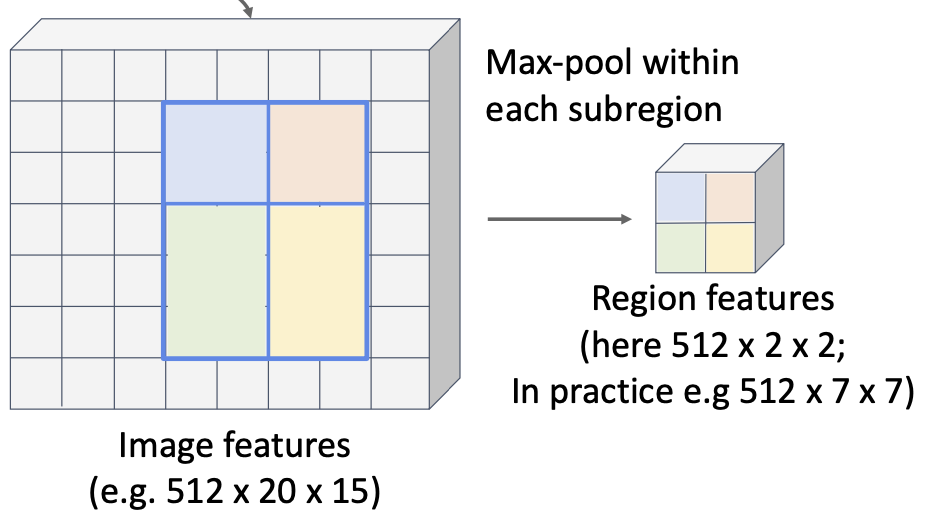 Max-pool within
each subregion
Region features
(here 512 x 2 x 2;
In practice e.g 512 x 7 x 7)
Image features
(e.g. 512 x 20 x 15)